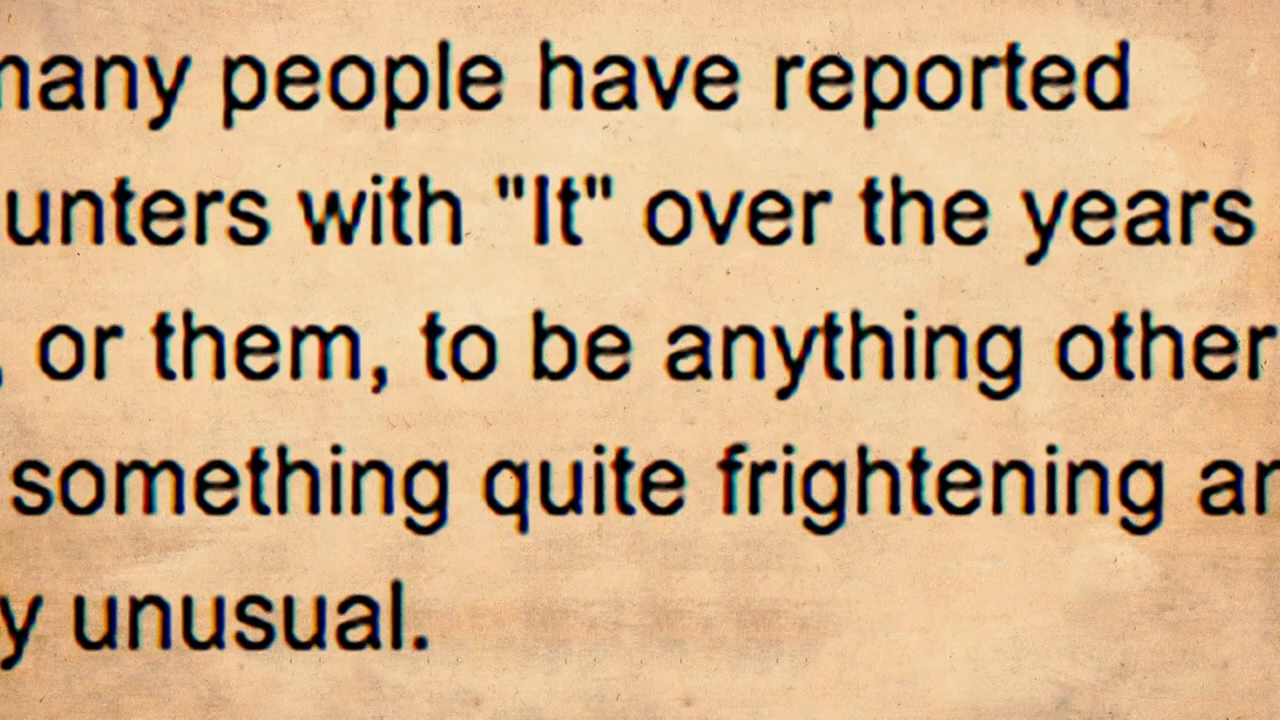 many people have reported
unters with "It" over the years
, or them, to be anything other
something quite frightening ar
y unusual.